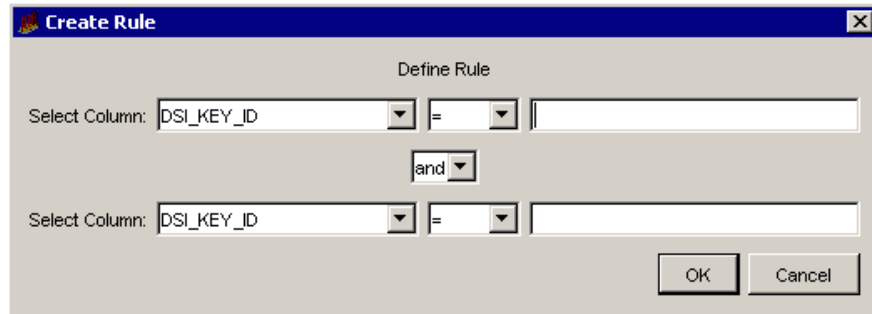 Create Rule
Define Rule
Select Column: DSI_KEY_ID =
and
Select Column: DSI_KEY_ID =
OK Cancel